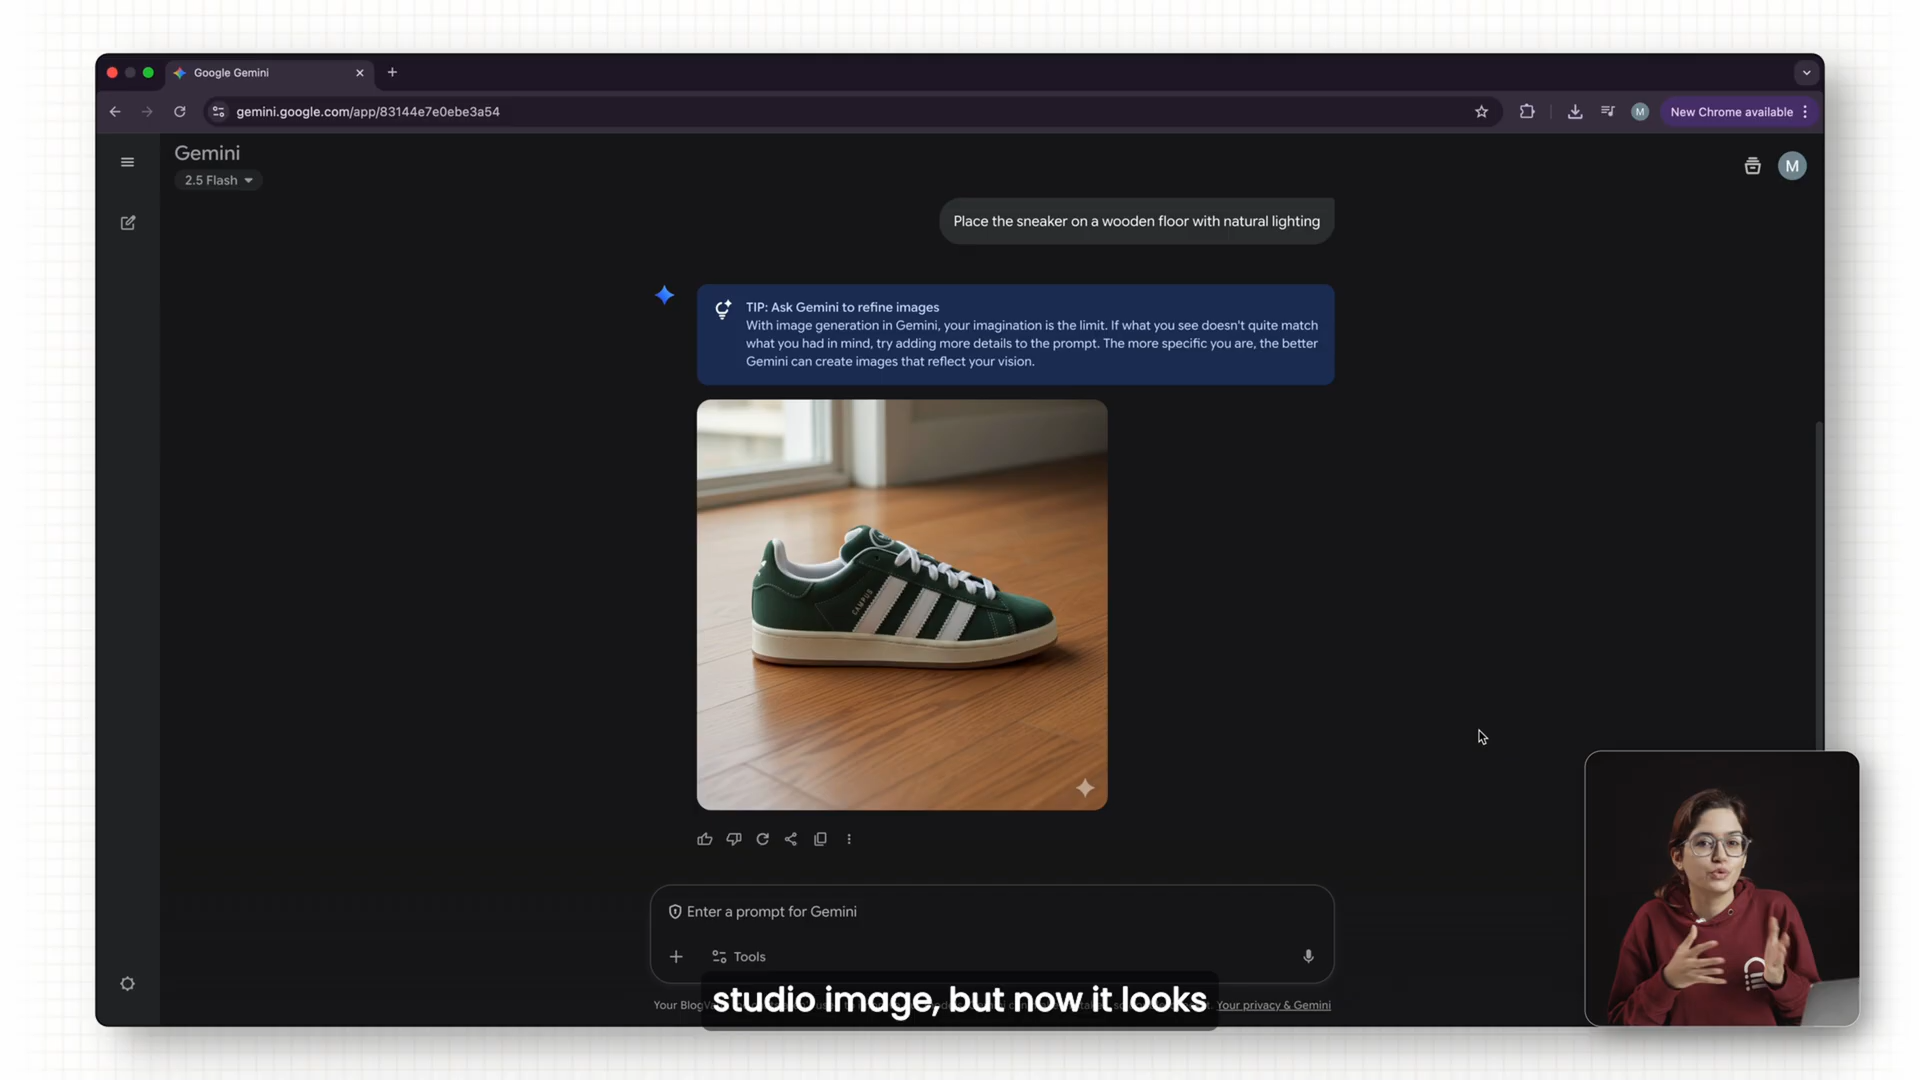 Google Gemini
gemini.google.com/app/83144e7e0ebe3a54
M
New Chrome available
Gemini
2.5 Flash
M
Place the sneaker on a wooden floor with natural lighting
TIP: Ask Gemini to refine images
With image generation in Gemini, your imagination is the limit. If what you see doesn't quite match
what you had in mind, try adding more details to the prompt. The more specific you are, the better
Gemini can create images that reflect your vision.
CAMPUS
Enter a prompt for Gemini
Tools
studio image, but now it looks
Your
Your privacy & Gemini